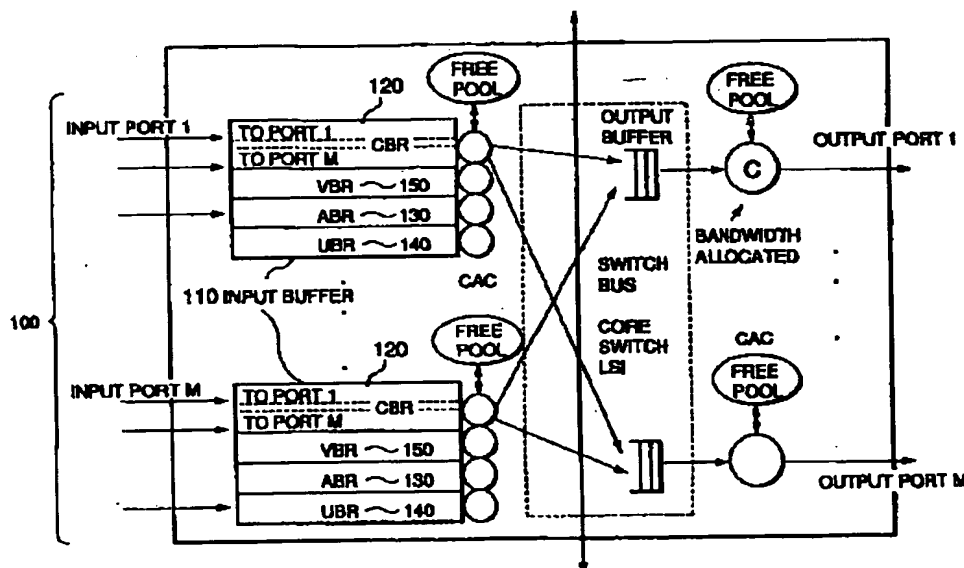 120
FREE
POOL
FREE
POOL
INPUT PORT 1
TO PORT 1
CBR
TO PORT M
OUTPUT
BUFFER
OUTPUT PORT 1
C
VBR 150
ABR 130
UBR 140
BANDWIDTH
ALLOCATED
CAC
SWITCH
BUS
110 INPUT BUFFER
100
120
FREE
POOL
CORE
SWITCH
LSI
CAC
FREE
POOL
INPUT PORT M
TO PORT 1
CBR
TO PORT M
VBR 150
ABR 130
UBR 140
OUTPUT PORT M